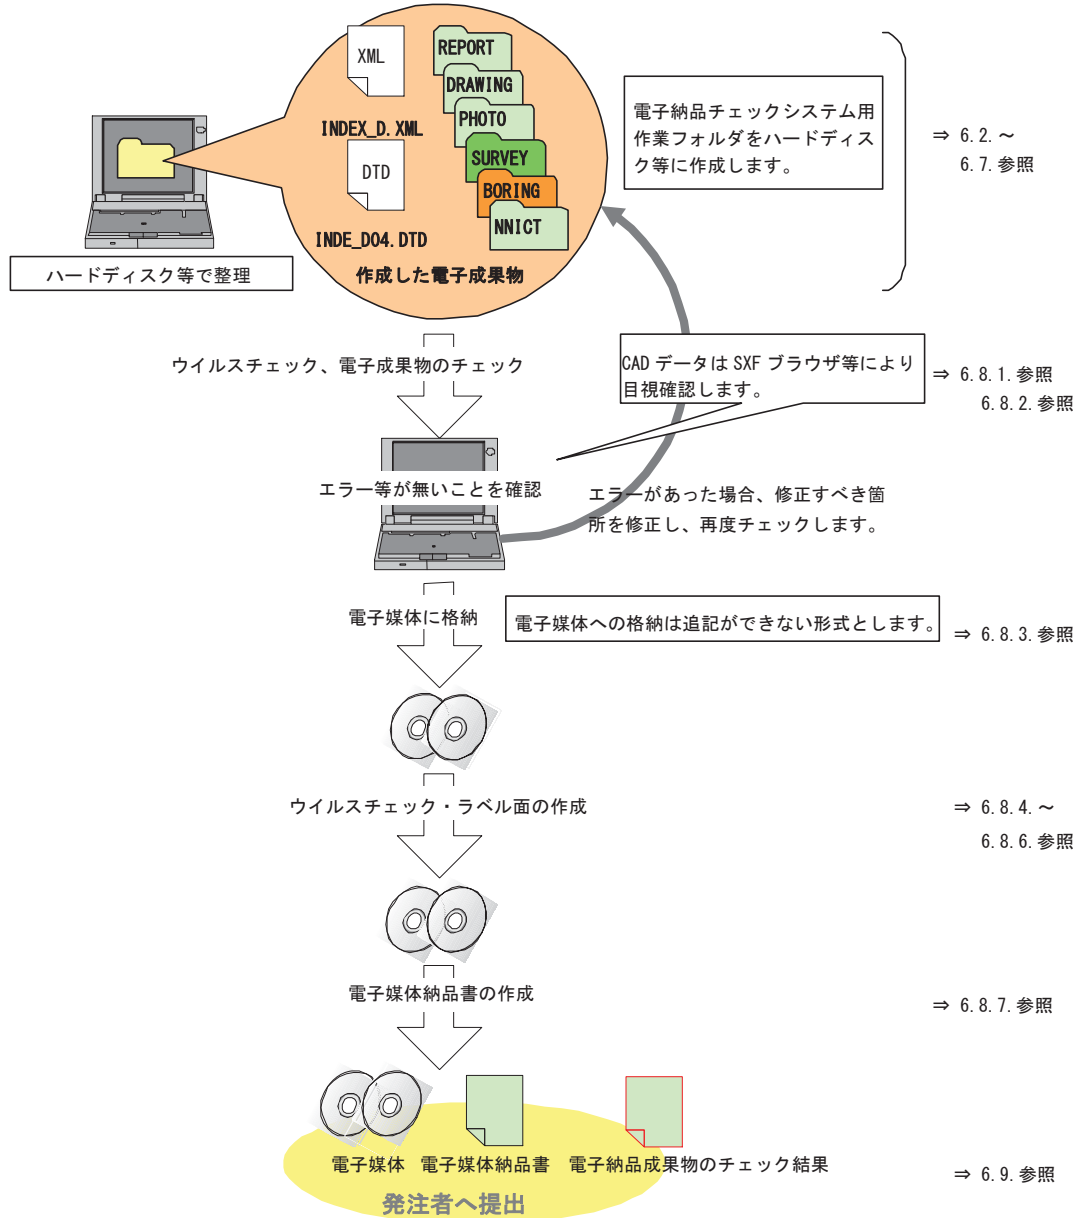 XML
REPORT
DRAWING
PHOTO
INDEX_D.XML
SURVEY
DTD
BORING
NNICT
INDE_D04.DTD
作成した電子成果物
ハードディスク等で整理
電子納品チェックシステム用
作業フォルダをハードディス
ク等に作成します。
⇒ 6.2.～
6.7.参照
ウイルスチェック、電子成果物のチェック
CADデータはSXFブラウザ等により
目視確認します。
⇒ 6.8.1.参照
6.8.2.参照
エラー等が無いことを確認
エラーがあった場合、修正すべき箇
所を修正し、再度チェックします。
電子媒体に格納
電子媒体への格納は追記ができない形式とします。
⇒ 6.8.3.参照
ウイルスチェック・ラベル面の作成
⇒ 6.8.4.～
6.8.6.参照
電子媒体納品書の作成
⇒ 6.8.7.参照
電子媒体 電子媒体納品書 電子納品成果物のチェック結果
⇒ 6.9.参照
発注者へ提出